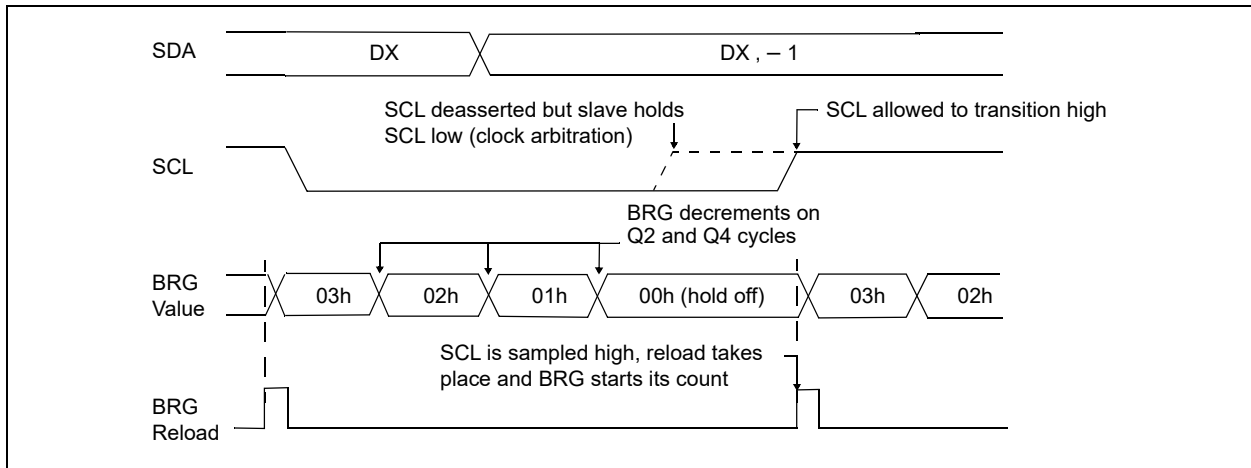 SDA
DX
DX , – 1
SCL deasserted but slave holds
SCL low (clock arbitration)
SCL allowed to transition high
SCL
BRG decrements on
Q2 and Q4 cycles
BRG
Value
03h
02h
01h
00h (hold off)
03h
02h
SCL is sampled high, reload takes
place and BRG starts its count
BRG
Reload